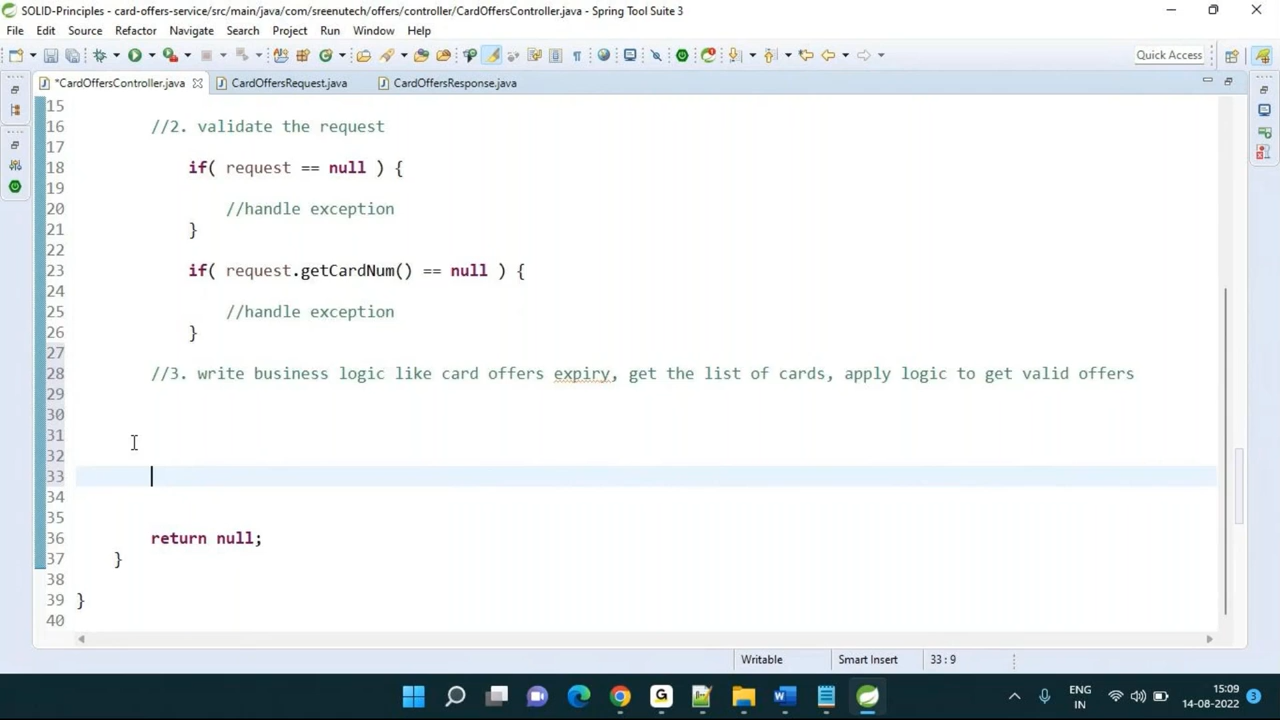 SOLID-Principles - card-offers-service/src/main/java/com/sreenutech/offers/controller/CardOffersController.java - Spring Tool Suite 3
File Edit Source Refactor Navigate Search Project Run Window Help
Quick Access
*CardOffersController.java CardOffersRequest.java CardOffersResponse.java
15
16 //2. validate the request
17
18 if( request == null ) {
19
20 //handle exception
21 }
22
23 if( request.getCardNum() == null ) {
24
25 //handle exception
26 }
27
28 //3. write business logic like card offers expiry, get the list of cards, apply logic to get valid offers
29
30
31
32
33
34
35
36 return null;
37 }
38
39 }
40
Writable Smart Insert 33 : 9
ENG 15:09
IN 14-08-2022 3